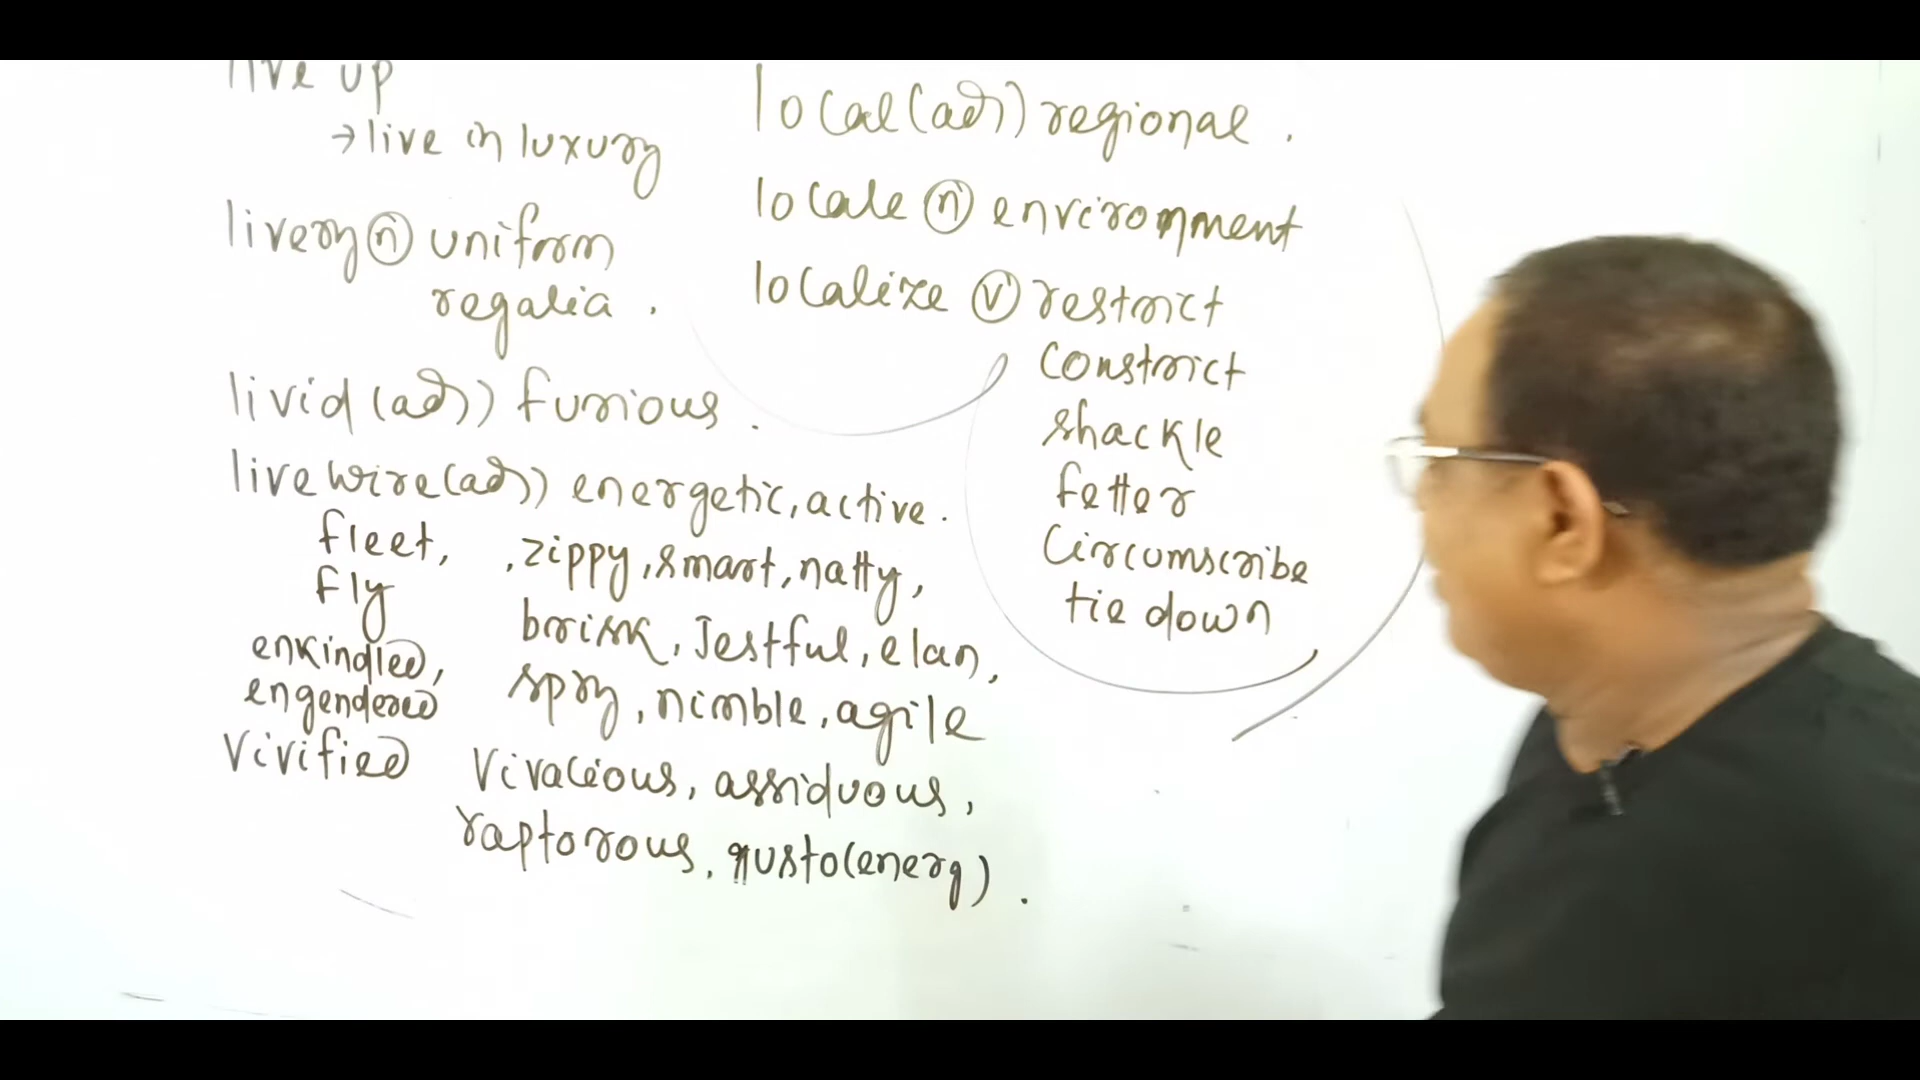 live up
→ live in luxury
livery (n) uniform
regalia .
livid (adj) furious .
live wire (adj) energetic, active .
fleet, , zippy, smart, natty,
fly
brisk, Jestful, elan,
enkindled,
engendered spry, nimble, agile
vivified vivacious, assiduous,
raptorous, gusto (energy) .
local (adj) regional .
locale (n) environment
localize (v) restrict
constrict
shackle
fetter
circumscribe
tie down